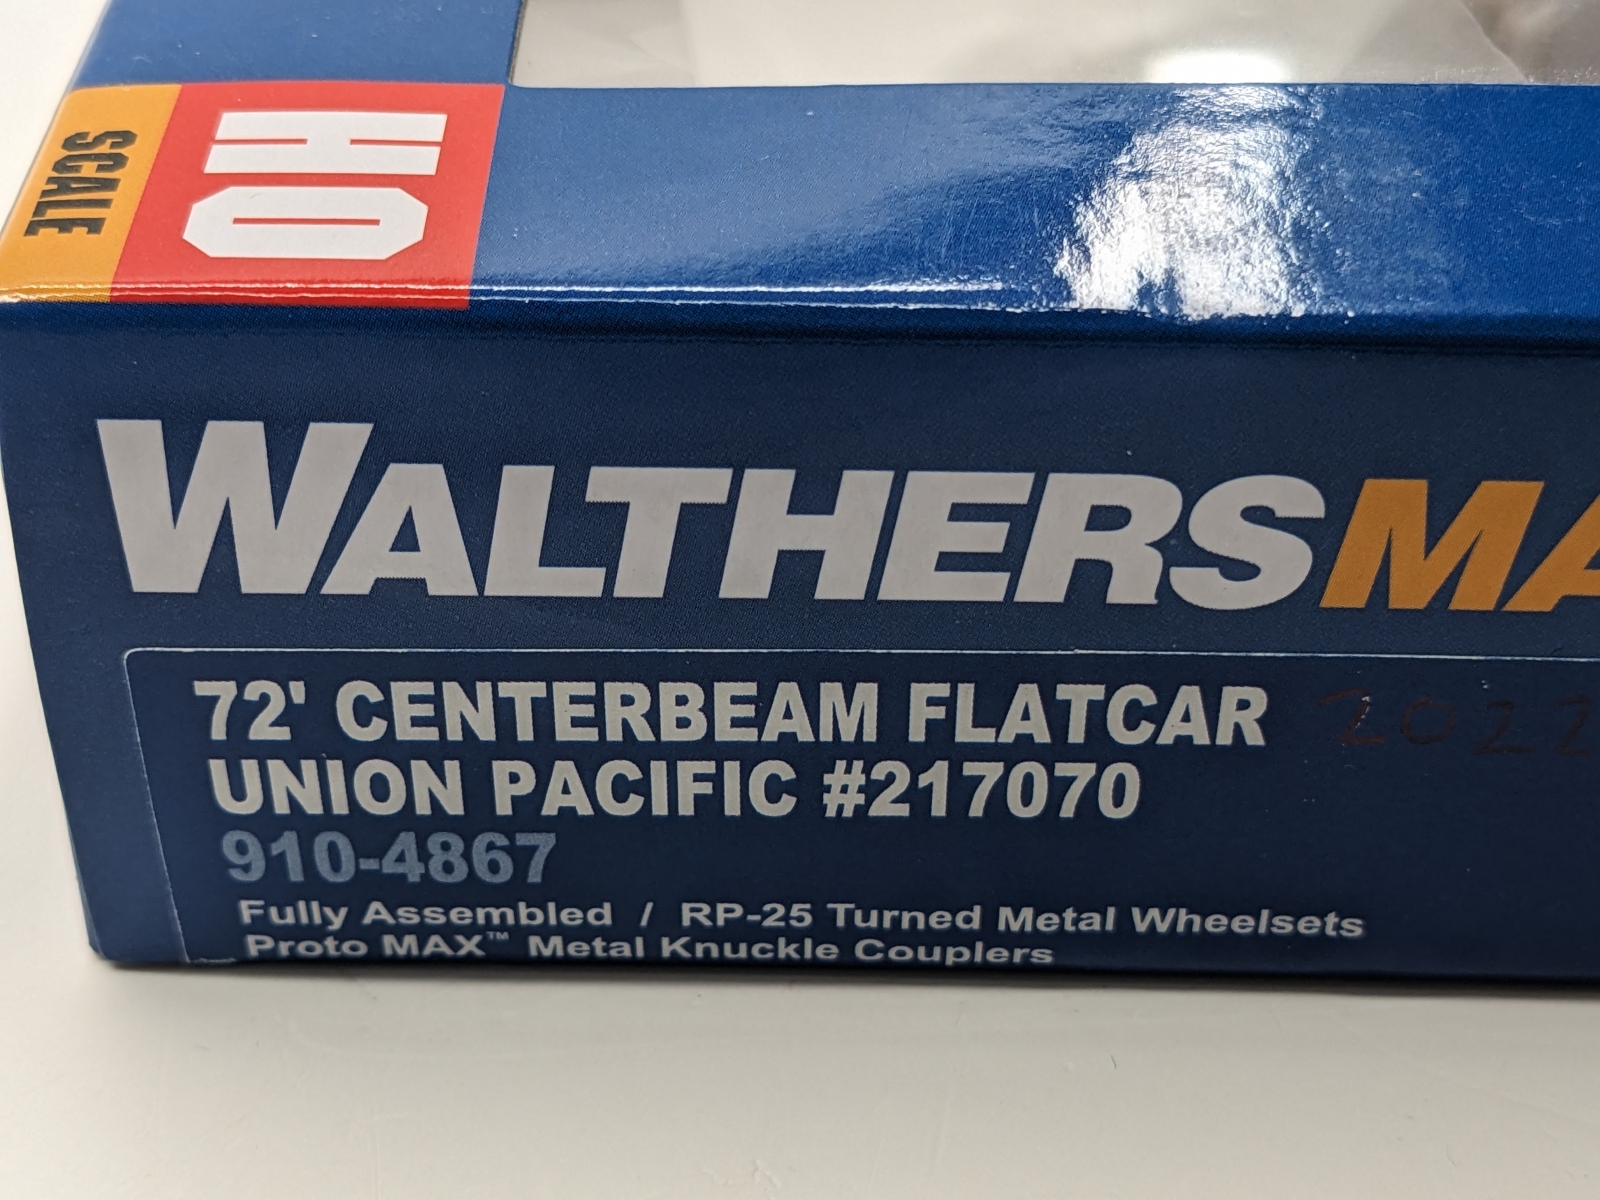 HO
SCALE
WALTHERSMA
72' CENTERBEAM FLATCAR 2022
UNION PACIFIC #217070
910-4867
Fully Assembled / RP-25 Turned Metal Wheelsets
Proto MAX™ Metal Knuckle Couplers